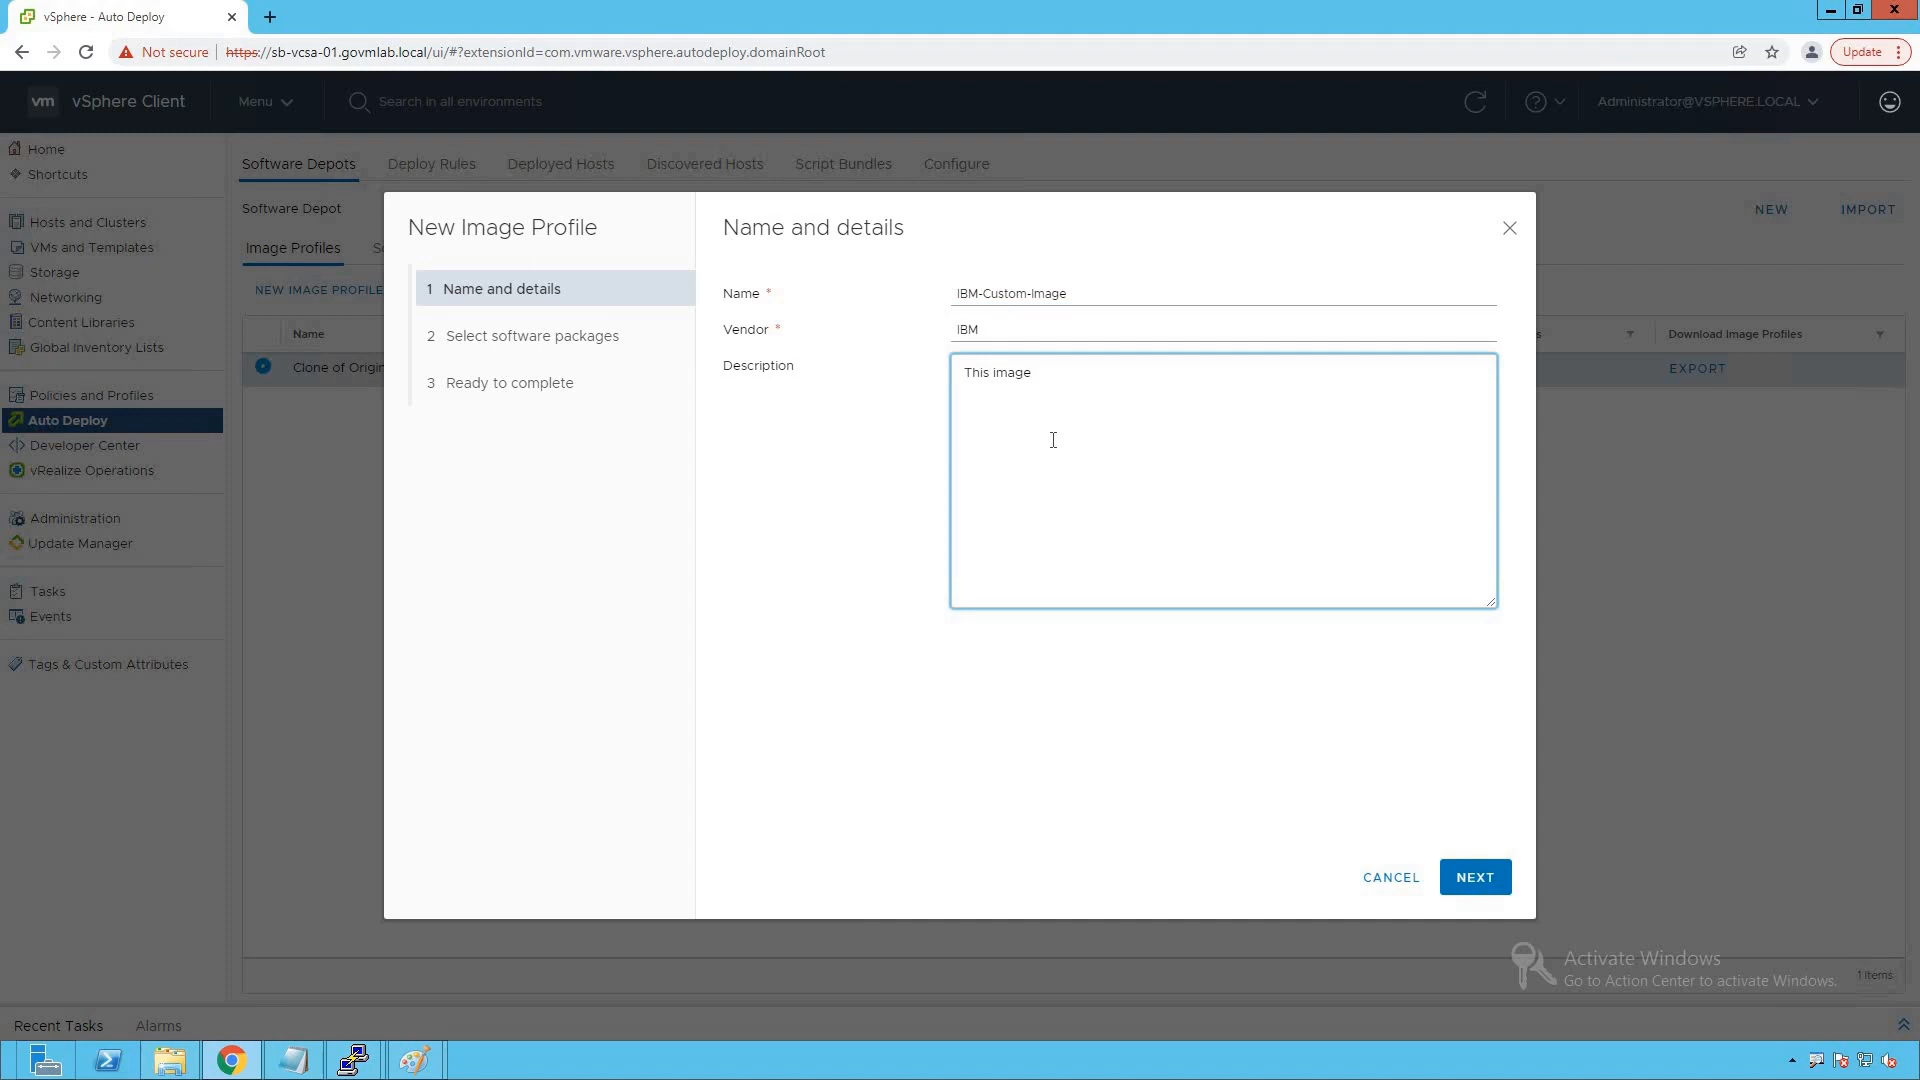 vSphere - Auto Deploy
Not secure
https://sb-vcsa-01.govmlab.local/ui/#?extensionId=com.vmware.vsphere.autodeploy.domainRoot
Update
vm
vSphere Client
Menu
Search in all environments
Administrator@VSPHERE.LOCAL
Home
Shortcuts
Hosts and Clusters
VMs and Templates
Storage
Networking
Content Libraries
Global Inventory Lists
Policies and Profiles
Auto Deploy
Developer Center
vRealize Operations
Administration
Update Manager
Tasks
Events
Tags & Custom Attributes
Software Depots
Deploy Rules
Deployed Hosts
Discovered Hosts
Script Bundles
Configure
Software Depot
NEW
IMPORT
Image Profiles
NEW IMAGE PROFILE
Name
Download Image Profiles
Clone of Origin
EXPORT
New Image Profile
1 Name and details
2 Select software packages
3 Ready to complete
Name and details
Name *
IBM-Custom-Image
Vendor *
IBM
Description
This image
CANCEL
NEXT
Activate Windows
Go to Action Center to activate Windows.
1 items
Recent Tasks
Alarms